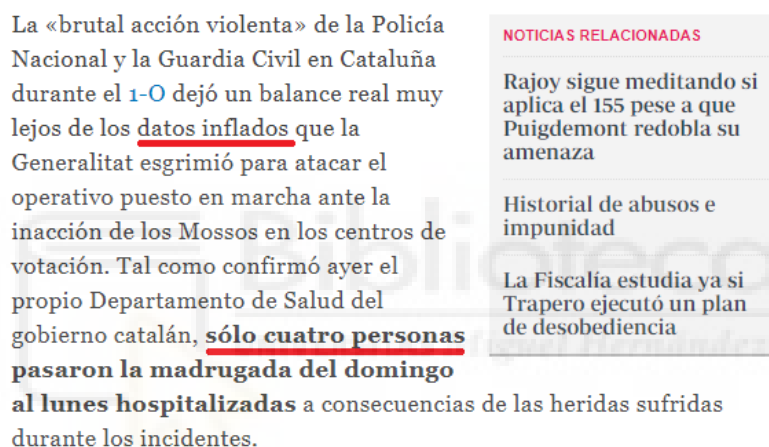 La «brutal acción violenta» de la Policía
Nacional y la Guardia Civil en Cataluña
durante el 1-O dejó un balance real muy
lejos de los datos inflados que la
Generalitat esgrimió para atacar el
operativo puesto en marcha ante la
inacción de los Mossos en los centros de
votación. Tal como confirmó ayer el
propio Departamento de Salud del
gobierno catalán, sólo cuatro personas
pasaron la madrugada del domingo
al lunes hospitalizadas a consecuencias de las heridas sufridas
durante los incidentes.
NOTICIAS RELACIONADAS
Rajoy sigue meditando si
aplica el 155 pese a que
Puigdemont redobla su
amenaza
Historial de abusos e
impunidad
La Fiscalía estudia ya si
Trapero ejecutó un plan
de desobediencia
Biblioteca
Miguel Hernández